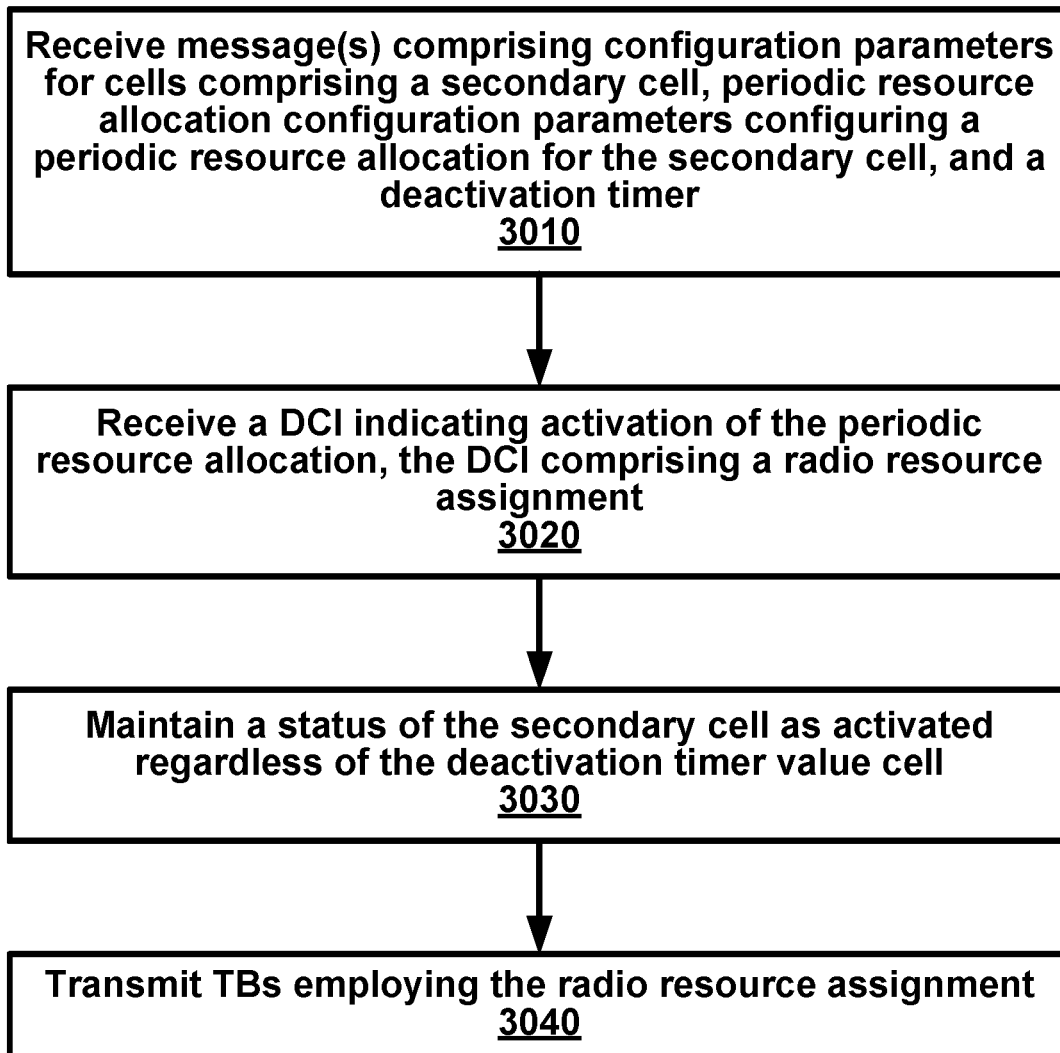 Receive message(s) comprising configuration parameters
for cells comprising a secondary cell, periodic resource
allocation configuration parameters configuring a
periodic resource allocation for the secondary cell, and a
deactivation timer
3010
Receive a DCI indicating activation of the periodic
resource allocation, the DCI comprising a radio resource
assignment
3020
Maintain a status of the secondary cell as activated
regardless of the deactivation timer value cell
3030
Transmit TBs employing the radio resource assignment
3040